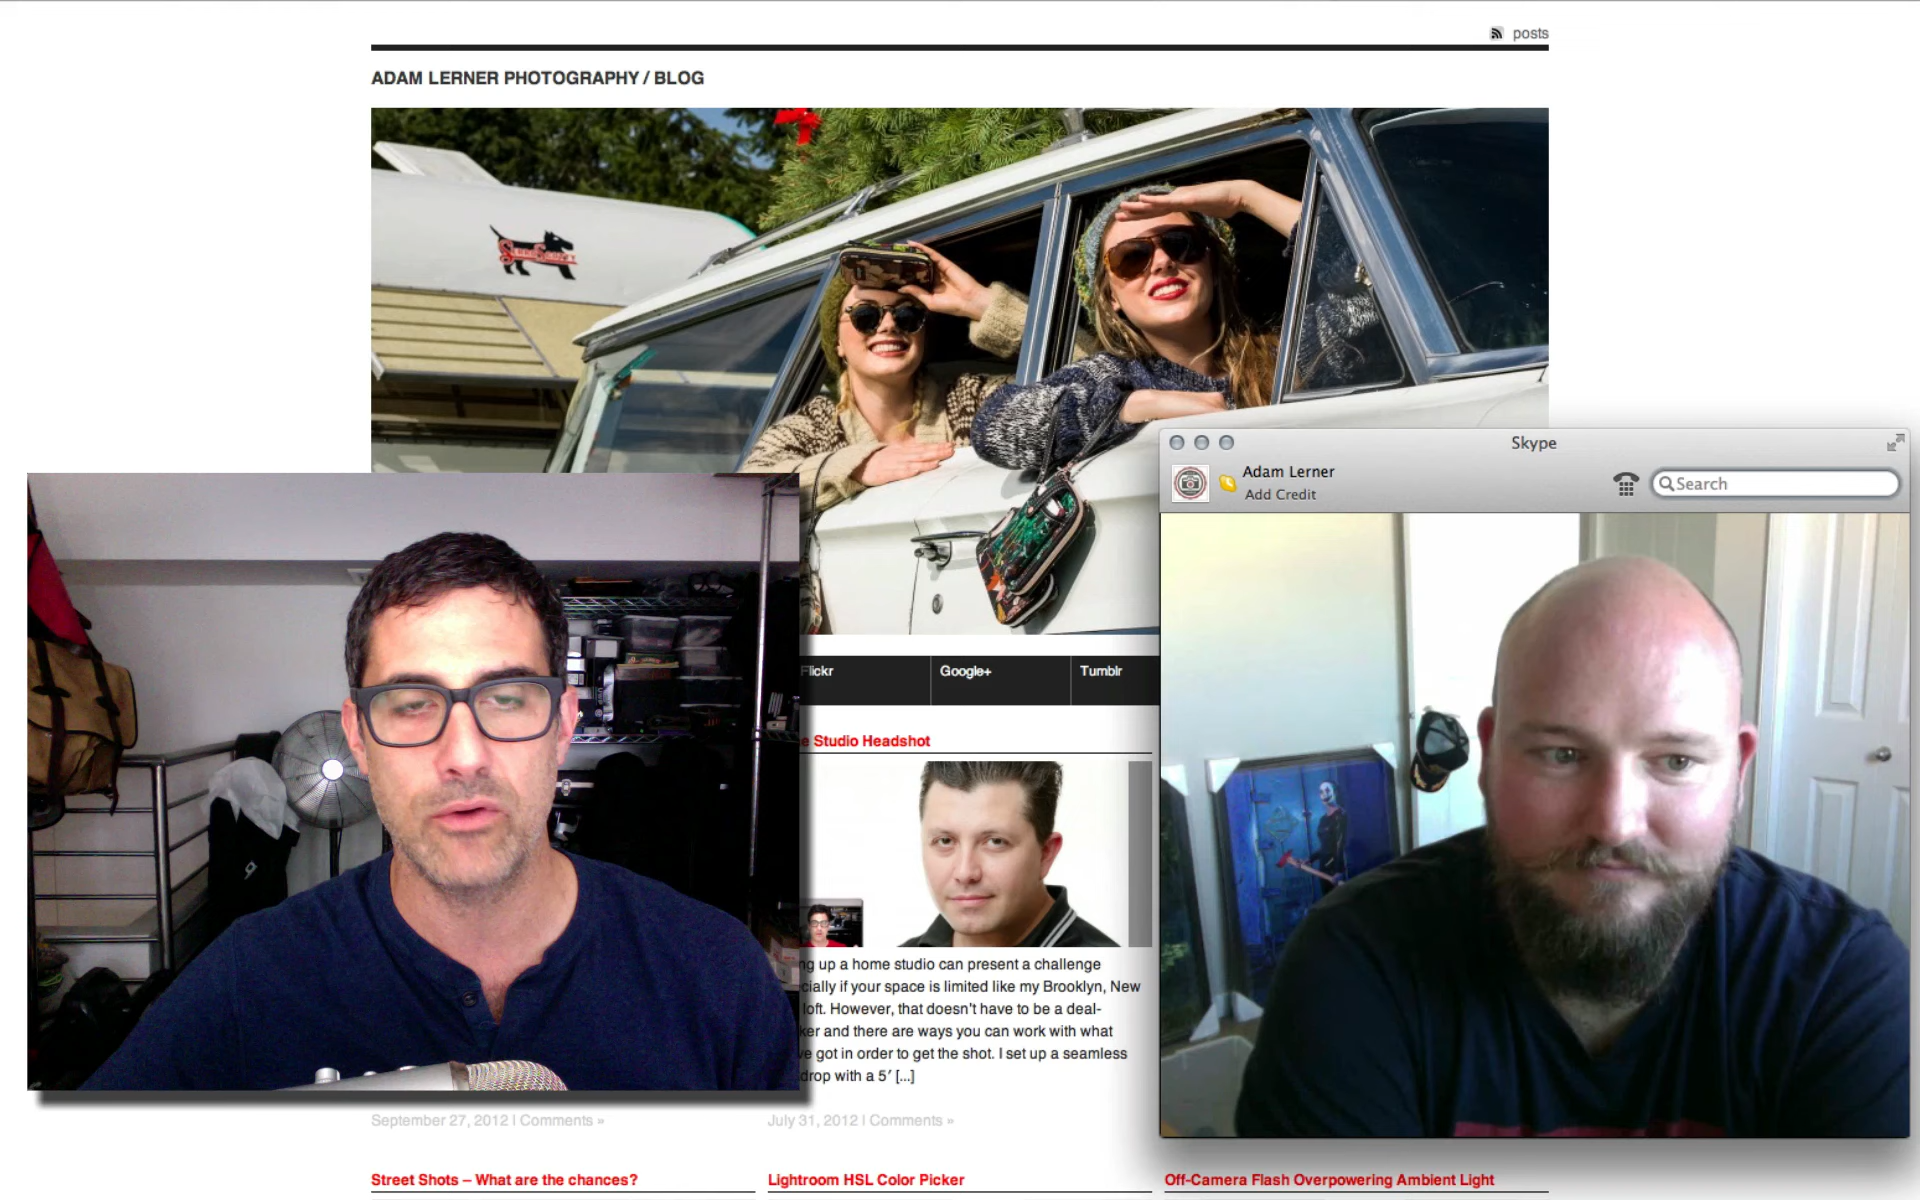 posts
ADAM LERNER PHOTOGRAPHY / BLOG
Skype
Adam Lerner
Add Credit
Search
Flickr
Google+
Tumblr
e Studio Headshot
ng up a home studio can present a challenge
cially if your space is limited like my Brooklyn, New
loft. However, that doesn't have to be a deal-
ker and there are ways you can work with what
ve got in order to get the shot. I set up a seamless
drop with a 5′ [...]
September 27, 2012 | Comments »
July 31, 2012 | Comments »
Street Shots – What are the chances?
Lightroom HSL Color Picker
Off-Camera Flash Overpowering Ambient Light